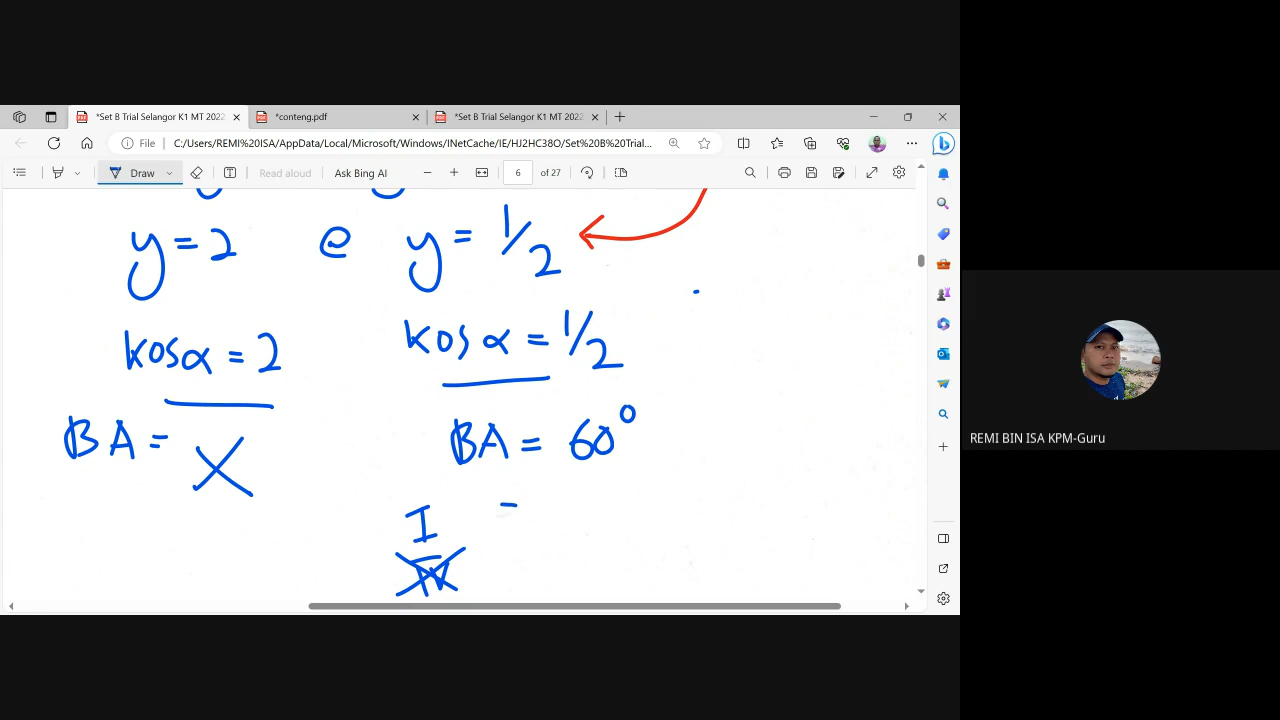 *Set B Trial Selangor K1 MT 2022
*conteng.pdf
*Set B Trial Selangor K1 MT 2022
File
C:/Users/REMI%20ISA/AppData/Local/Microsoft/Windows/INetCache/IE/HJ2HC38O/Set%20B%20Trial...
Draw
Read aloud
Ask Bing AI
6
of 27
y = 2 @ y = 1/2
kos α = 2 kos α = 1/2
BA = X BA = 60°
I
IV
REMI BIN ISA KPM-Guru